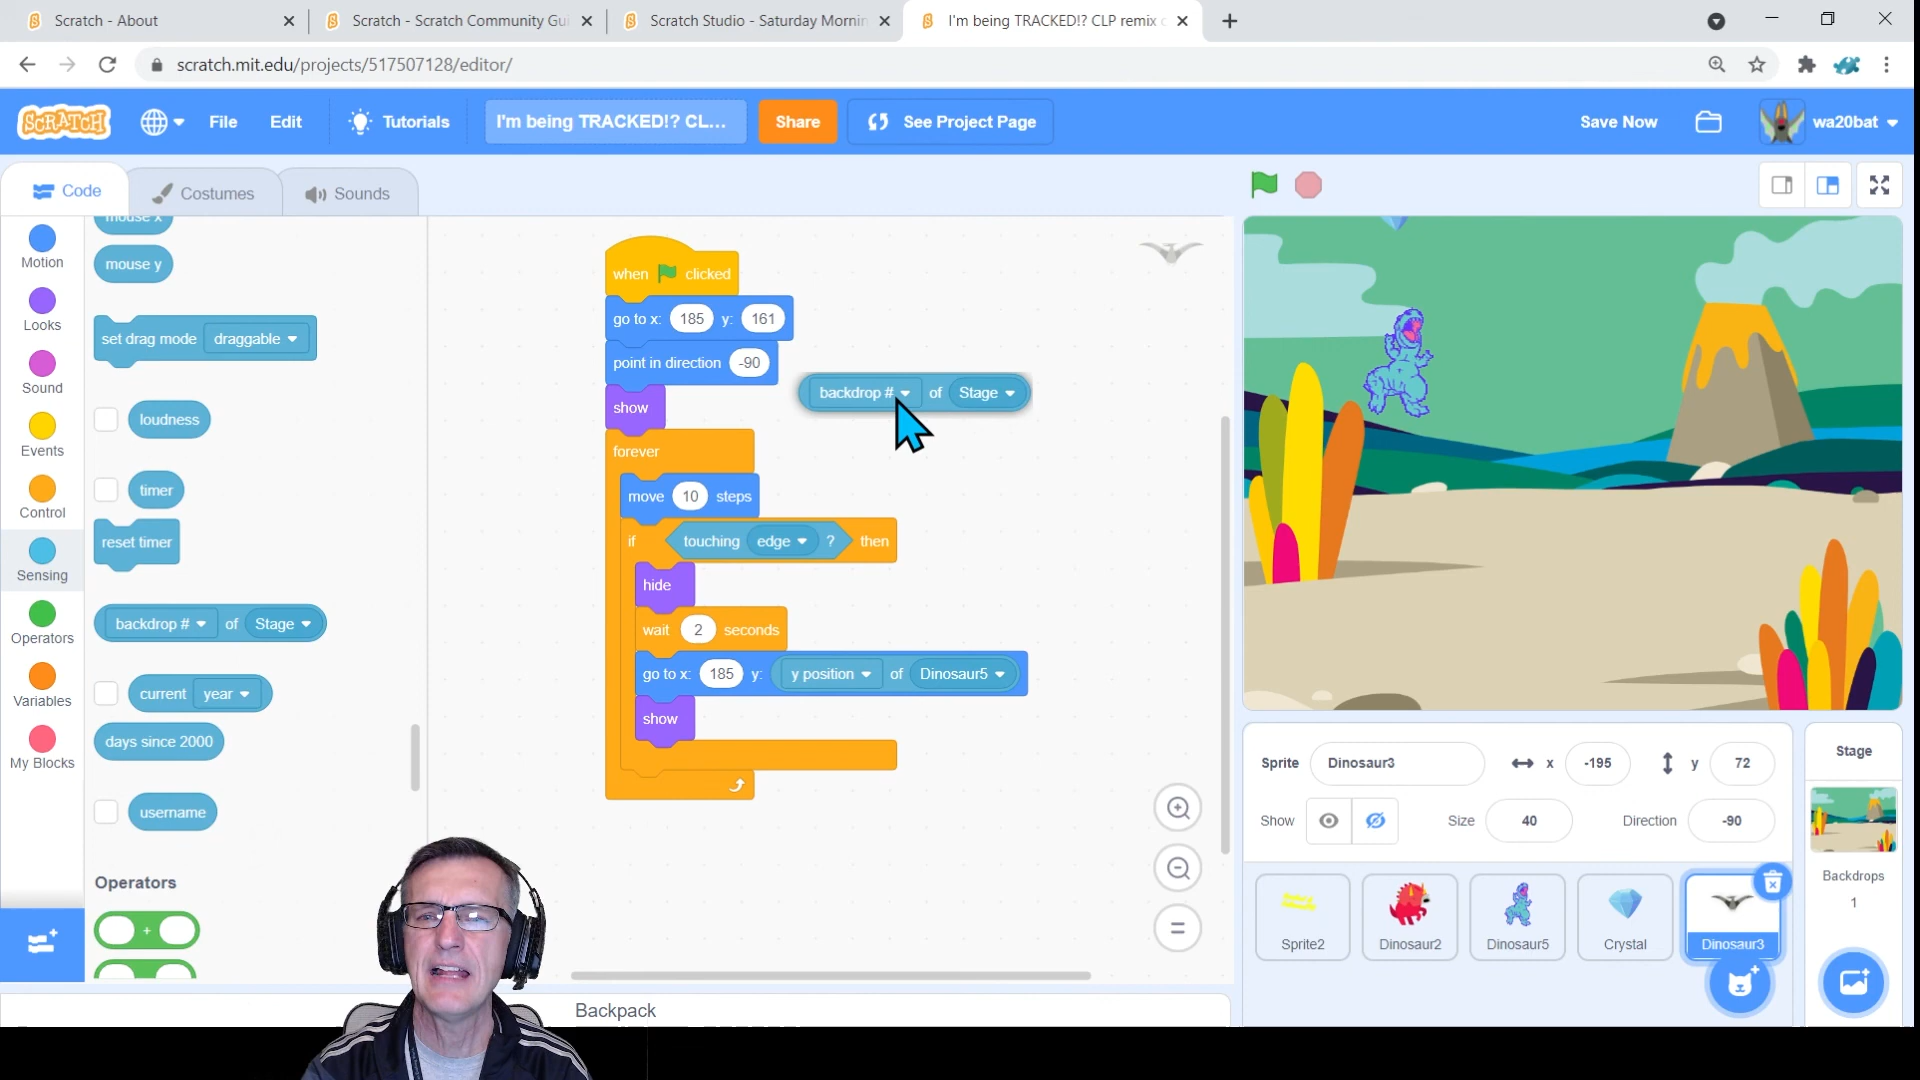 Scratch - About
Scratch - Scratch Community Gui
Scratch Studio - Saturday Mornin
I'm being TRACKED!? CLP remix c
scratch.mit.edu/projects/517507128/editor/
SCRATCH
File
Edit
Tutorials
I'm being TRACKED!? CL...
Share
See Project Page
Save Now
wa20bat
Code
Costumes
Sounds
Motion
Looks
Sound
Events
Control
Sensing
Operators
Variables
My Blocks
mouse x
mouse y
set drag mode draggable
loudness
timer
reset timer
backdrop # of Stage
current year
days since 2000
username
Operators
+
when clicked
go to x: 185 y: 161
point in direction -90
show
backdrop # of Stage
forever
move 10 steps
if touching edge ? then
hide
wait 2 seconds
go to x: 185 y: y position of Dinosaur5
show
Backpack
Sprite Dinosaur3 x -195 y 72
Show Size 40 Direction -90
Sprite2
Dinosaur2
Dinosaur5
Crystal
Dinosaur3
Stage
Backdrops
1